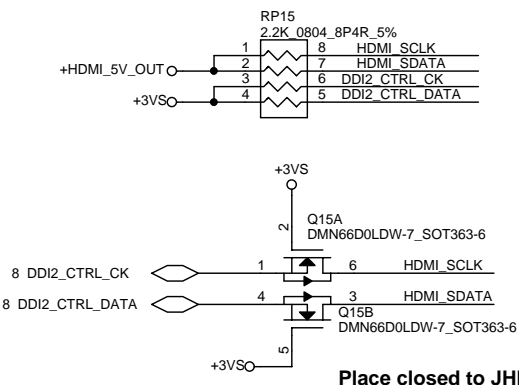 RP15
2.2K_0804_8P4R_5%
1 8 HDMI_SCLK
+HDMI_5V_OUT 2 7 HDMI_SDATA
3 6 DDI2_CTRL_CK
+3VS 4 5 DDI2_CTRL_DATA
+3VS
2
Q15A
DMN66D0LDW-7_SOT363-6
8 DDI2_CTRL_CK 1 6 HDMI_SCLK
8 DDI2_CTRL_DATA 4 3 HDMI_SDATA
Q15B
DMN66D0LDW-7_SOT363-6
5
+3VS
Place closed to